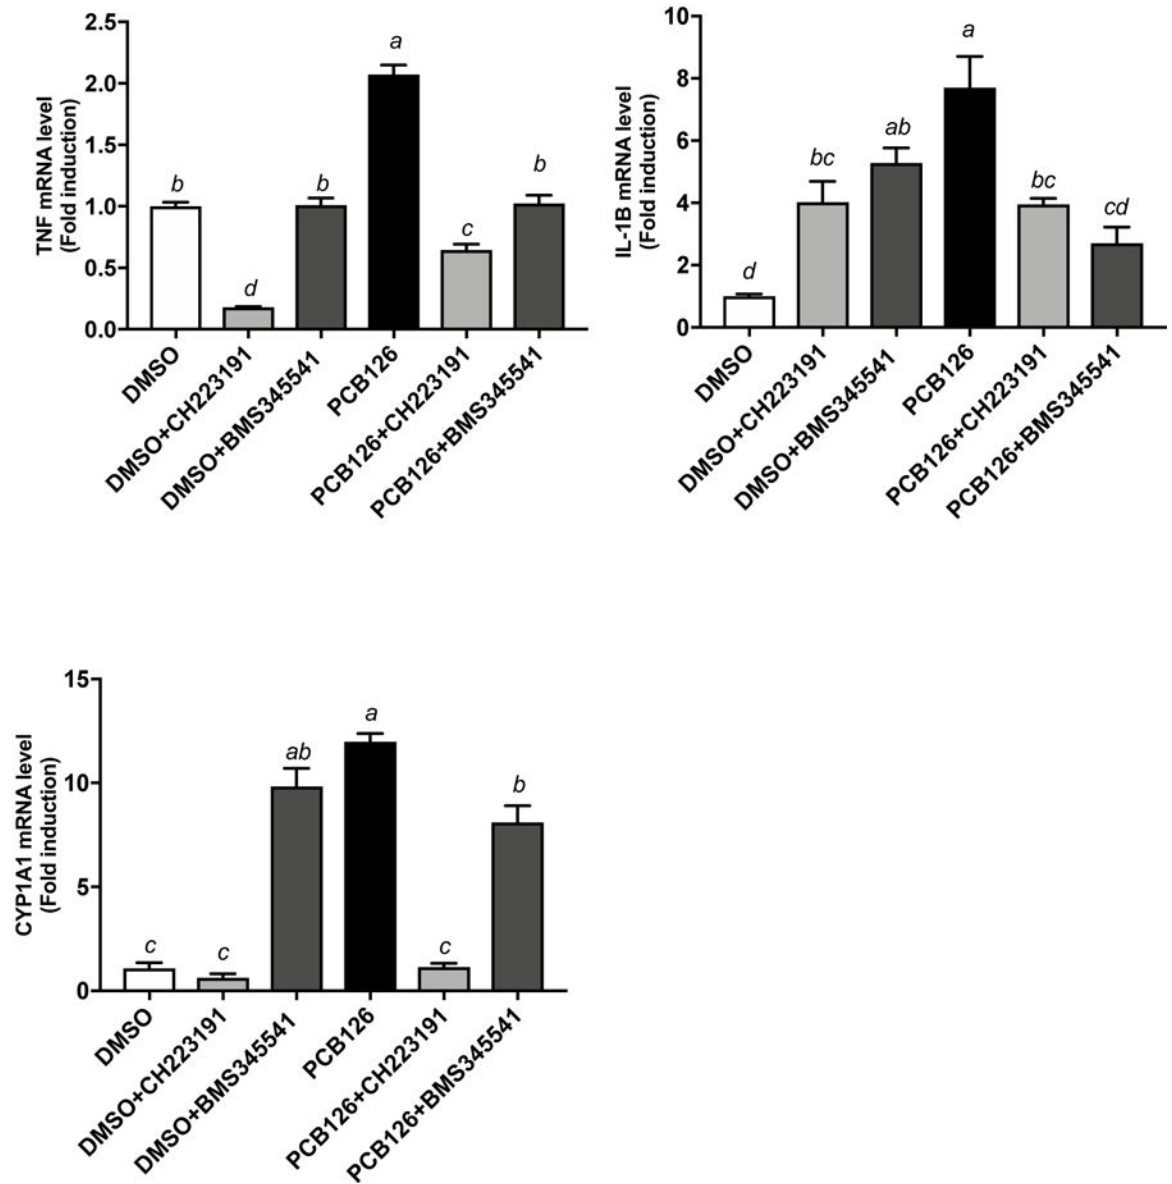 TNF mRNA level
(Fold induction)
2.5
2.0
1.5
1.0
0.5
0.0
b
d
b
a
c
b
DMSO
DMSO+CH223191
DMSO+BMS345541
PCB126
PCB126+CH223191
PCB126+BMS345541
IL-1B mRNA level
(Fold induction)
10
8
6
4
2
0
d
bc
ab
a
bc
cd
DMSO
DMSO+CH223191
DMSO+BMS345541
PCB126
PCB126+CH223191
PCB126+BMS345541
CYP1A1 mRNA level
(Fold induction)
15
10
5
0
c
c
ab
a
c
b
DMSO
DMSO+CH223191
DMSO+BMS345541
PCB126
PCB126+CH223191
PCB126+BMS345541